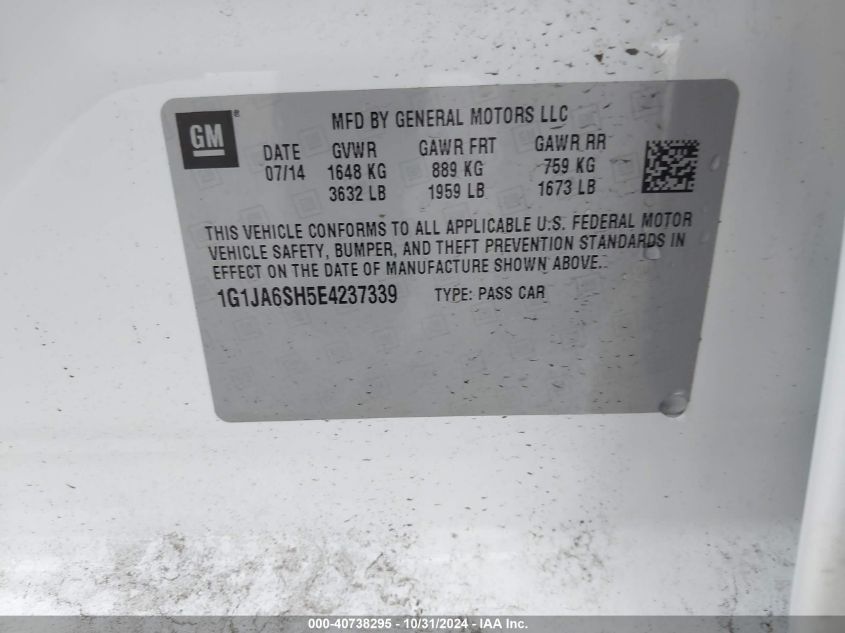 GM®
MFD BY GENERAL MOTORS LLC
DATE GVWR GAWR FRT GAWR RR
07/14 1648 KG 889 KG 759 KG
3632 LB 1959 LB 1673 LB
THIS VEHICLE CONFORMS TO ALL APPLICABLE U.S. FEDERAL MOTOR
VEHICLE SAFETY, BUMPER, AND THEFT PREVENTION STANDARDS IN
EFFECT ON THE DATE OF MANUFACTURE SHOWN ABOVE.
1G1JA6SH5E4237339 TYPE: PASS CAR
000-40738295 - 10/31/2024 - IAA Inc.